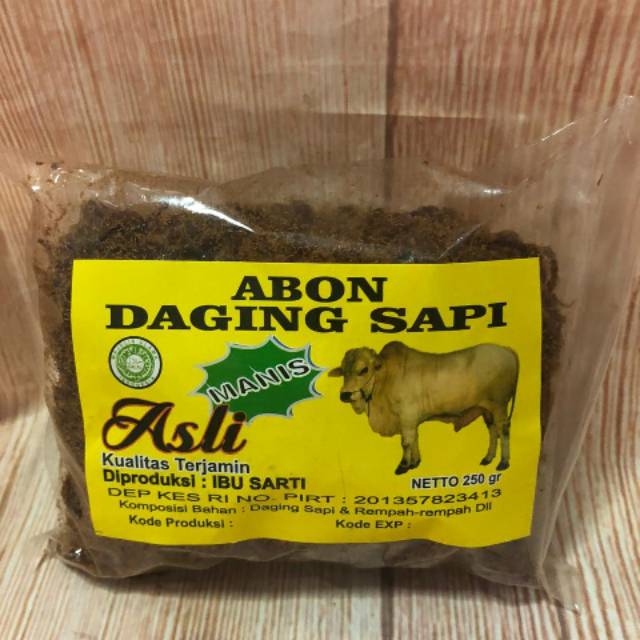 ABON
DAGING SAPI
MANIS
Asli
Kualitas Terjamin
Diproduksi : IBU SARTI
NETTO 250 gr
DEP KES RI NO. PIRT : 201357823413
Komposisi Bahan : Daging Sapi & Rempah-rempah Dll
Kode Produksi :
Kode EXP :